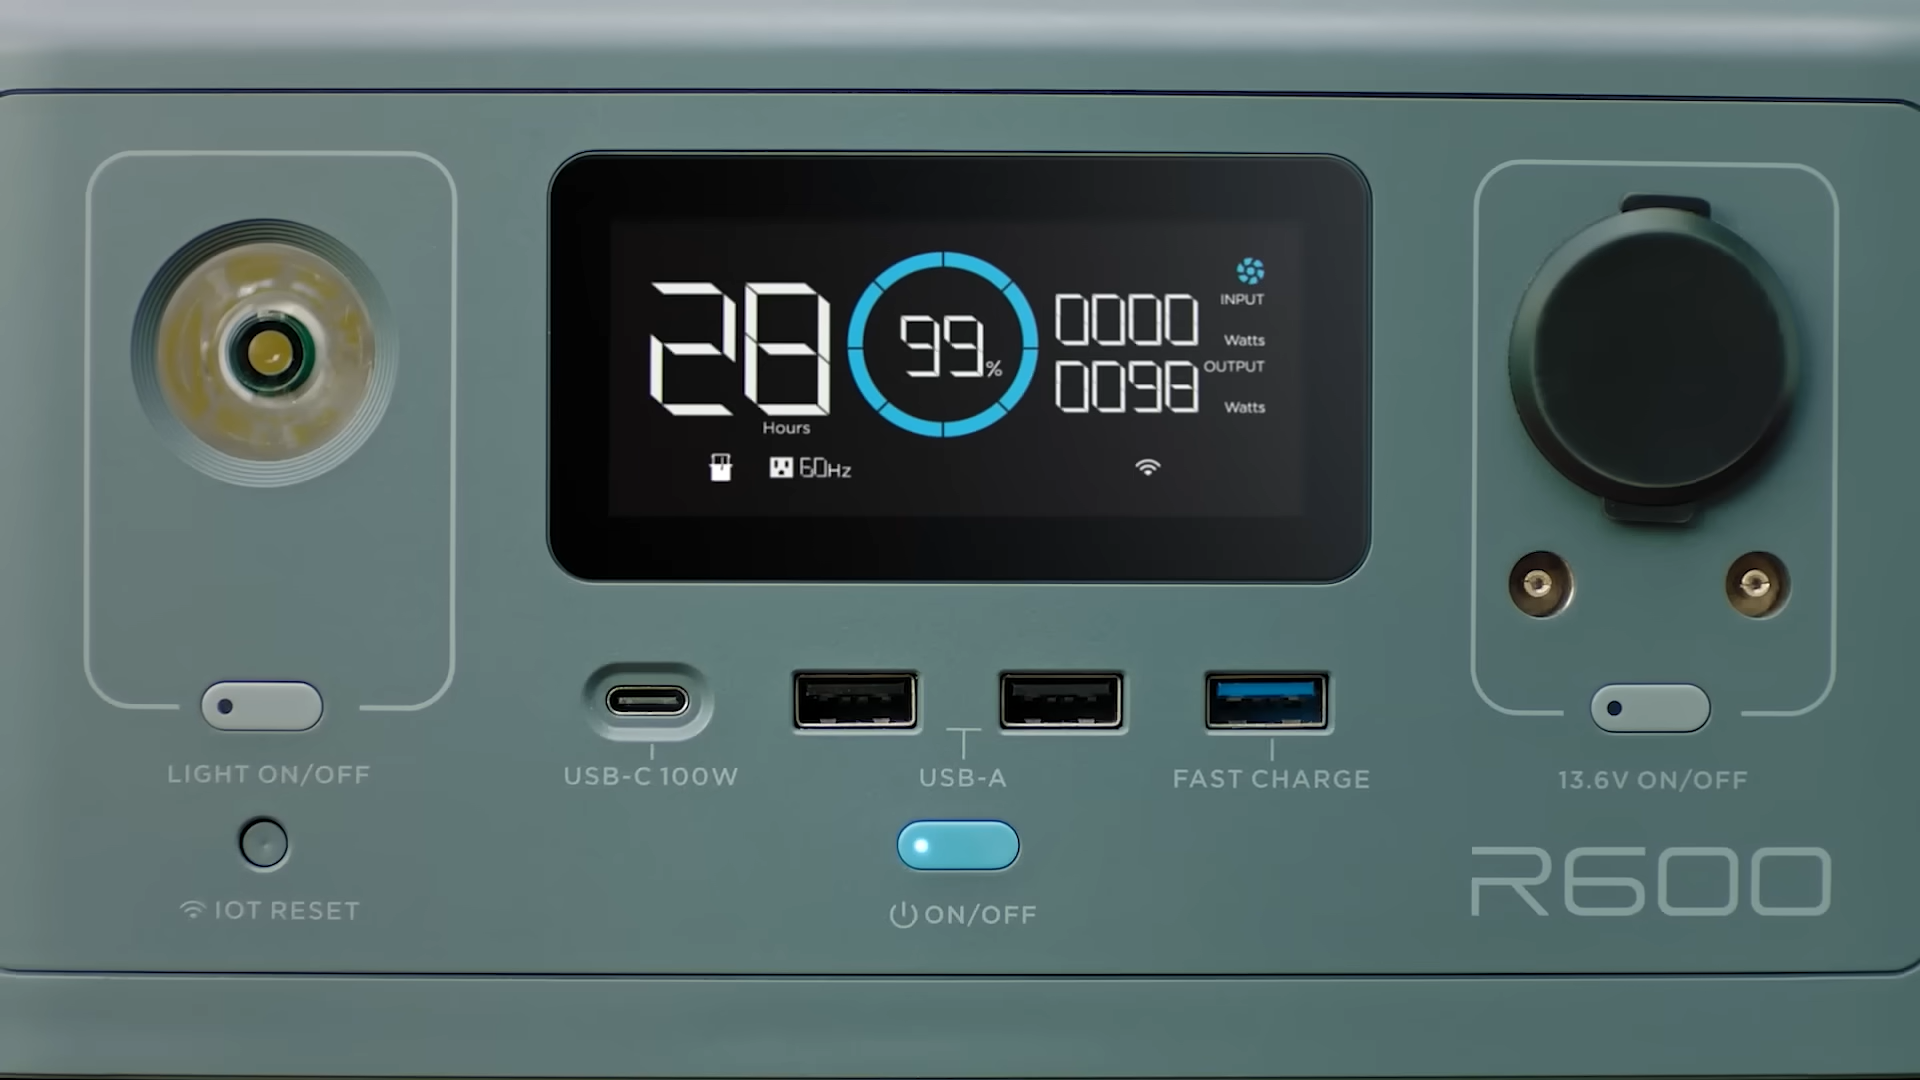 28
Hours
99%
INPUT
0000
Watts
OUTPUT
0098
Watts
60Hz
USB-C 100W
USB-A
FAST CHARGE
LIGHT ON/OFF
13.6V ON/OFF
IOT RESET
ON/OFF
R600